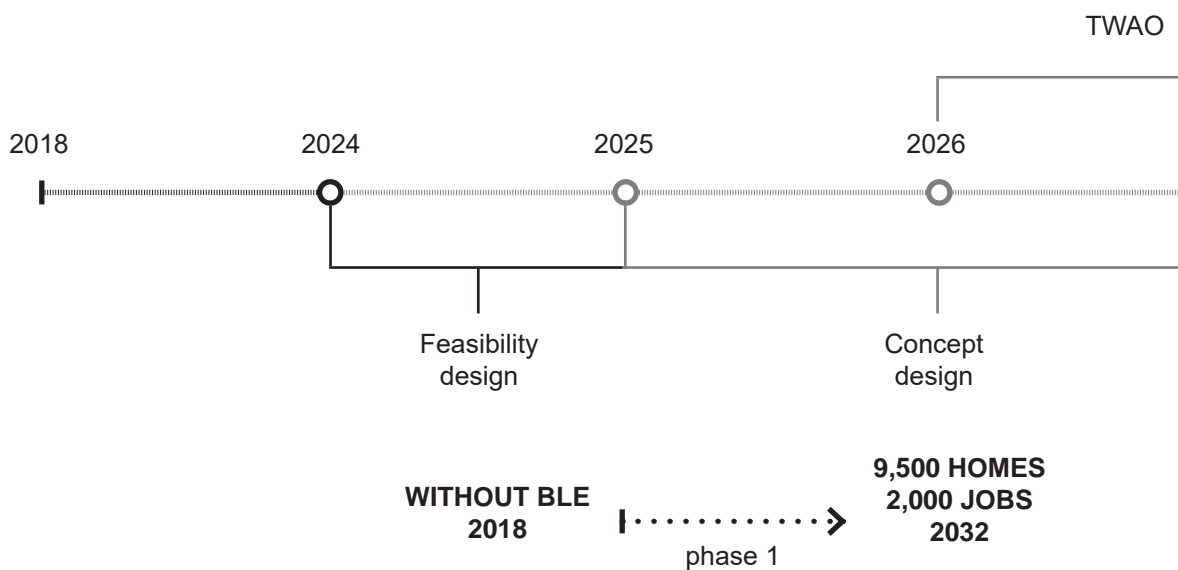 TWAO
2018
2024
2025
2026
Feasibility
design
Concept
design
WITHOUT BLE
2018
phase 1
9,500 HOMES
2,000 JOBS
2032